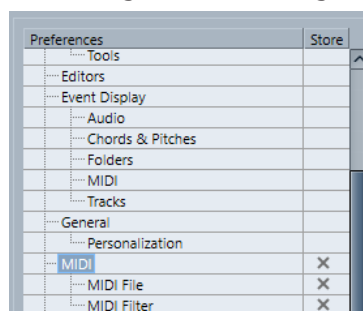 Preferences Store
Tools
Editors
Event Display
Audio
Chords & Pitches
Folders
MIDI
Tracks
General
Personalization
MIDI
MIDI File
MIDI Filter